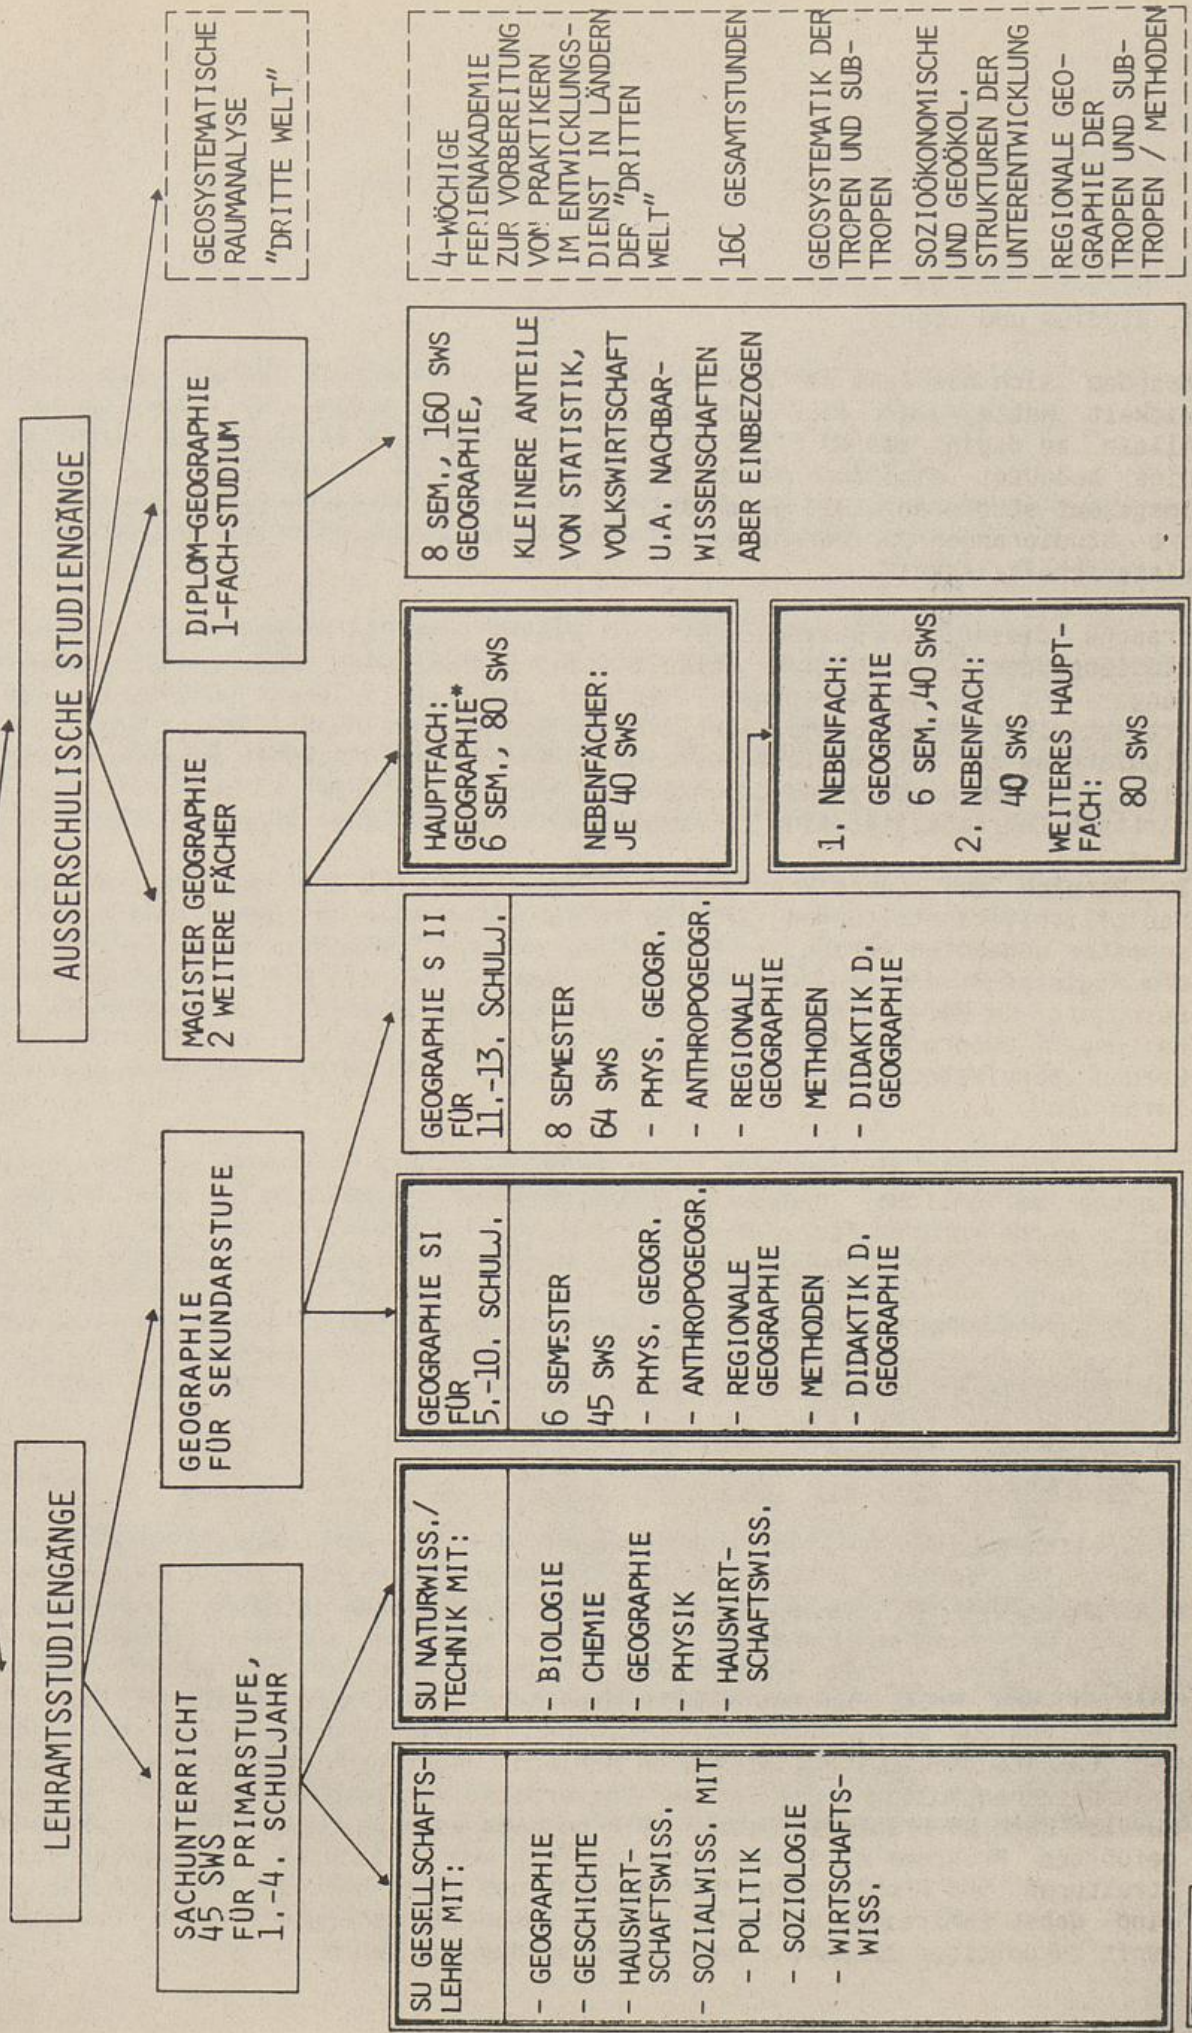 LEHRAMTSSTUDIENGÄNGE
AUSSERSCHULISCHE STUDIENGÄNGE
SACHUNTERRICHT
45 SWS
FÜR PRIMARSTUFE,
1.-4. SCHULJAHR
GEOGRAPHIE
FÜR SEKUNDARSTUFE
MAGISTER GEOGRAPHIE
2 WEITERE FÄCHER
DIPLOM-GEOGRAPHIE
1-FACH-STUDIUM
GEOSYSTEMATISCHE
RAUMANALYSE
"DRITTE WELT"
SU GESELLSCHAFTS-
LEHRE MIT:
- GEOGRAPHIE
- GESCHICHTE
- HAUSWIRT-
SCHAFTSWISS.
- SOZIALWISS. MIT
- POLITIK
- SOZIOLOGIE
- WIRTSCHAFTS-
WISS.
SU NATURWISS./
TECHNIK MIT:
- BIOLOGIE
- CHEMIE
- GEOGRAPHIE
- PHYSIK
- HAUSWIRT-
SCHAFTSWISS.
GEOGRAPHIE SI
FÜR
5.-10. SCHULJ.
6 SEMESTER
45 SWS
- PHYS. GEOGR.
- ANTHROPOGEOGR.
- REGIONALE
GEOGRAPHIE
- METHODEN
- DIDAKTIK D.
GEOGRAPHIE
GEOGRAPHIE S II
FÜR
11.-13. SCHULJ.
8 SEMESTER
64 SWS
- PHYS. GEOGR.
- ANTHROPOGEOGR.
- REGIONALE
GEOGRAPHIE
- METHODEN
- DIDAKTIK D.
GEOGRAPHIE
HAUPTFACH:
GEOGRAPHIE*
6 SEM., 80 SWS
NEBENFÄCHER:
JE 40 SWS
1. NEBENFACH:
GEOGRAPHIE
6 SEM., 40 SWS
2. NEBENFACH:
40 SWS
WEITERES HAUPT-
FACH:
80 SWS
8 SEM., 160 SWS
GEOGRAPHIE,
KLEINERE ANTEILE
VON STATISTIK,
VOLKSWIRTSCHAFT
U.A. NACHBAR-
WISSENSCHAFTEN
ABER EINBEZOGEN
4-WÖCHIGE
FERIENAKADEMIE
ZUR VORBEREITUNG
VON PRAKTIKERN
IM ENTWICKLUNGS-
DIENST IN LÄNDERN
DER "DRITTEN
WELT"
160 GESAMTSTUNDEN
GEOSYSTEMATIK DER
TROPEN UND SUB-
TROPEN
SOZIOÖKONOMISCHE
UND GEOÖKOL.
STRUKTUREN DER
UNTERENTWICKLUNG
REGIONALE GEO-
GRAPHIE DER
TROPEN UND SUB-
TROPEN / METHODEN